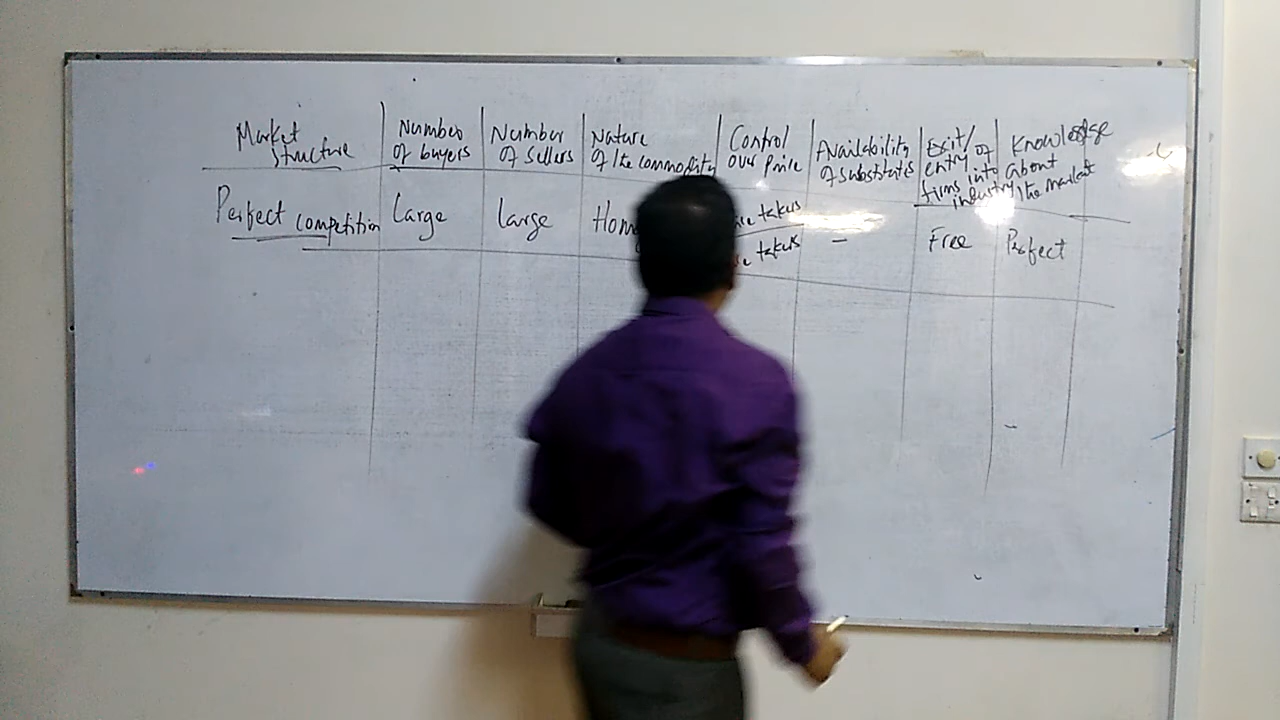 Market structure
Number of buyers
Number of Sellers
Nature of the commodity
Control over price
Availability of substitutes
Exit/ entry of firms into industry
Knowledge about the market
Perfect competition
Large
Large
takers
takers
-
Free
Perfect